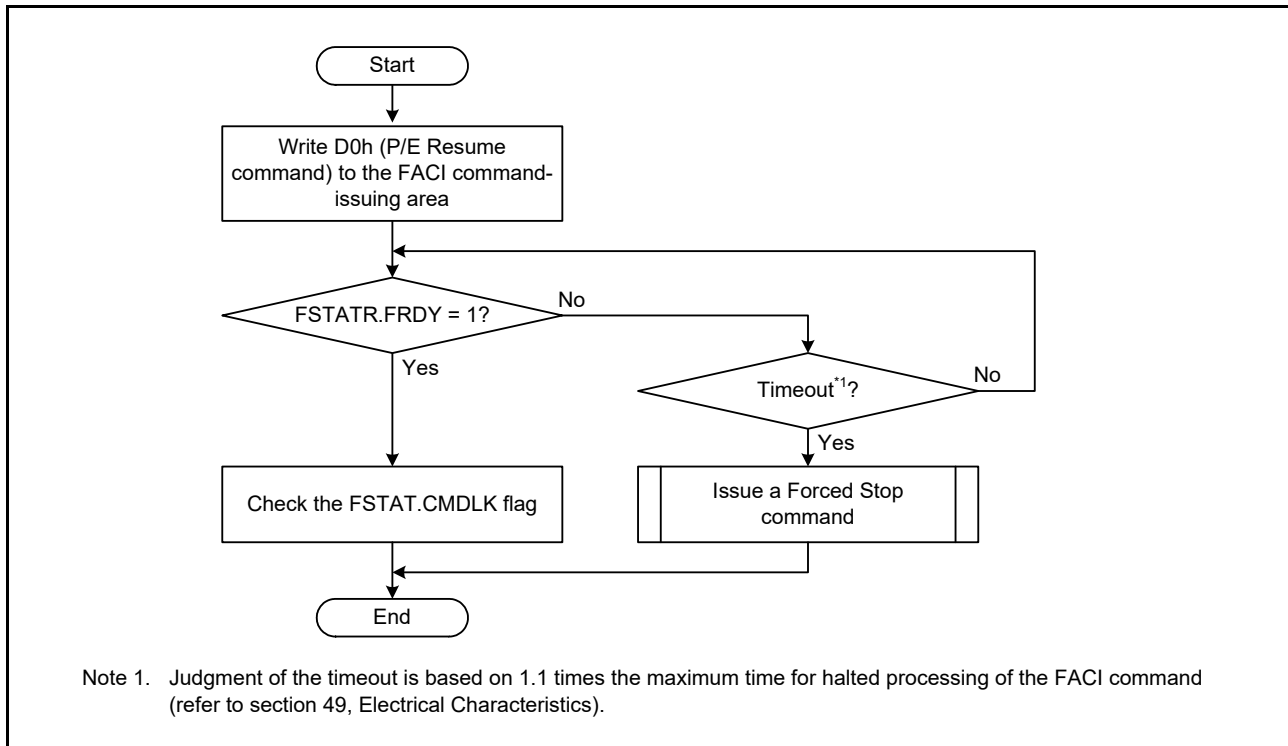 Start
Write D0h (P/E Resume
command) to the FACI command-
issuing area
FSTATR.FRDY = 1?
No
Yes
Timeout*1?
No
Yes
Check the FSTAT.CMDLK flag
Issue a Forced Stop
command
End
Note 1. Judgment of the timeout is based on 1.1 times the maximum time for halted processing of the FACI command
(refer to section 49, Electrical Characteristics).